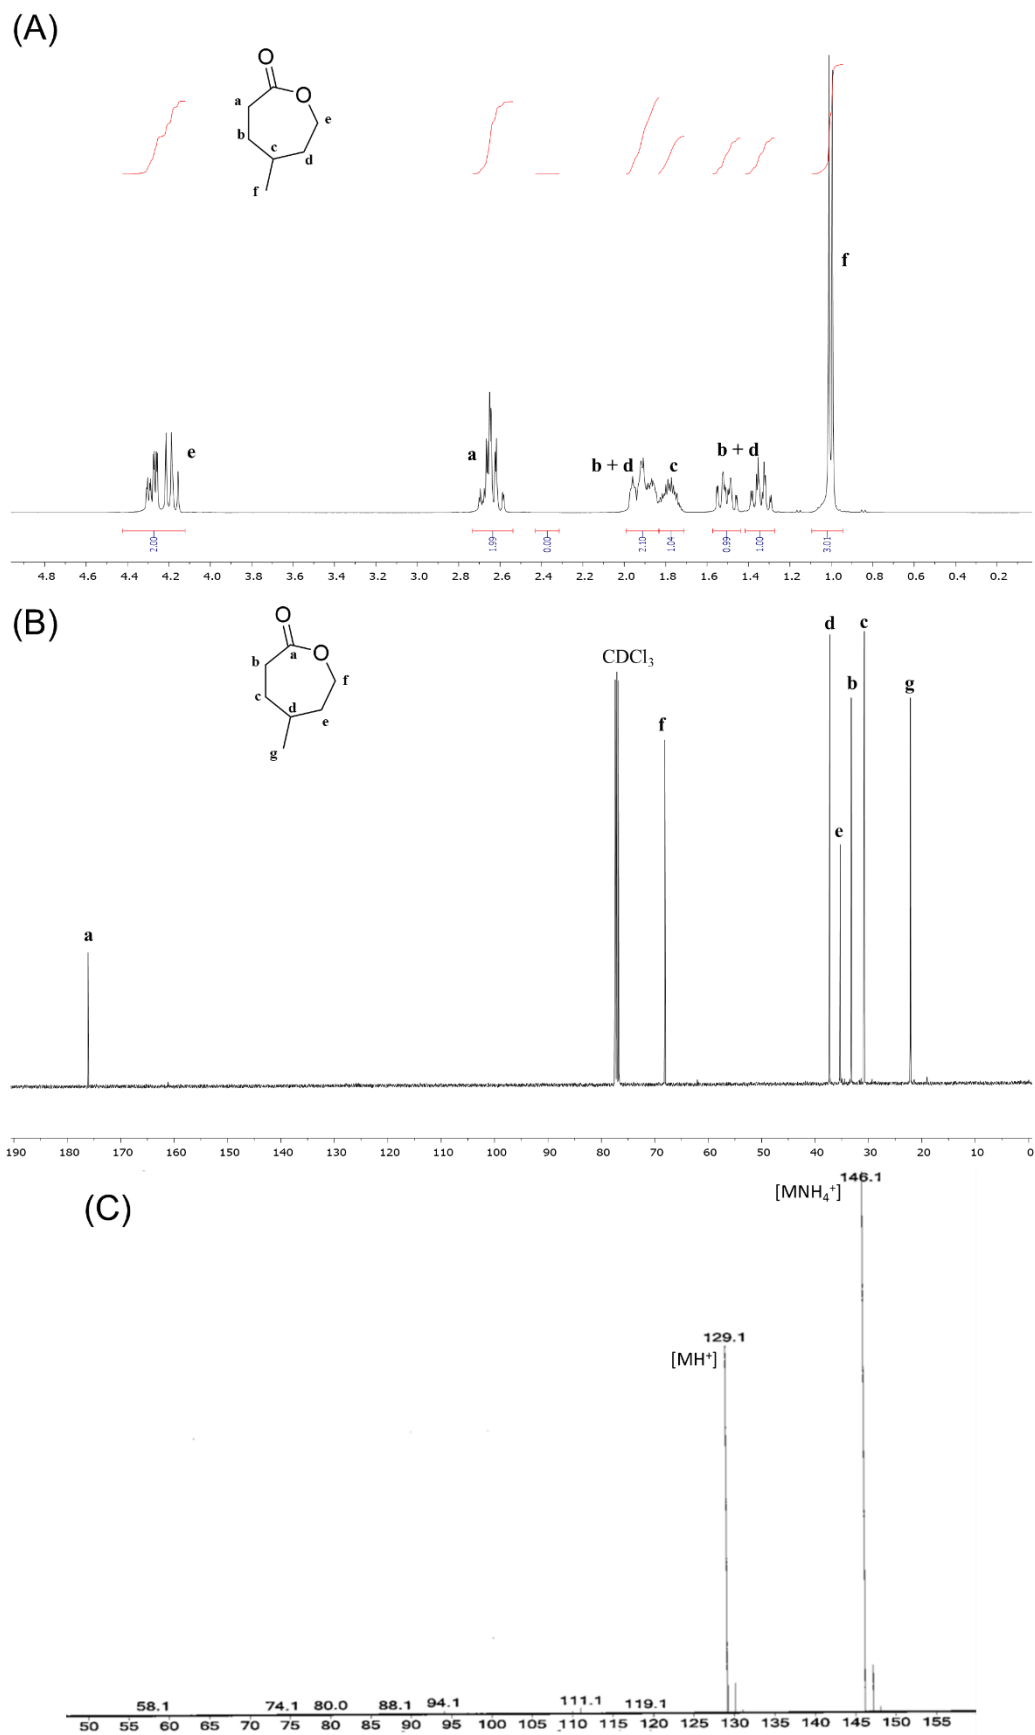 (A)
O
O
a
e
b
c
d
f
f
e
a
b + d
c
b + d
2.00
1.99
0.00
2.10
1.04
0.99
1.00
3.01
4.8 4.6 4.4 4.2 4.0 3.8 3.6 3.4 3.2 3.0 2.8 2.6 2.4 2.2 2.0 1.8 1.6 1.4 1.2 1.0 0.8 0.6 0.4 0.2
(B)
O
a
O
b
f
c
d
e
g
CDCl3
d
c
b
g
f
e
a
190 180 170 160 150 140 130 120 110 100 90 80 70 60 50 40 30 20 10 0
(C)
[MNH4+]
146.1
129.1
[MH+]
58.1 74.1 80.0 88.1 94.1 111.1 119.1
50 55 60 65 70 75 80 85 90 95 100 105 110 115 120 125 130 135 140 145 150 155